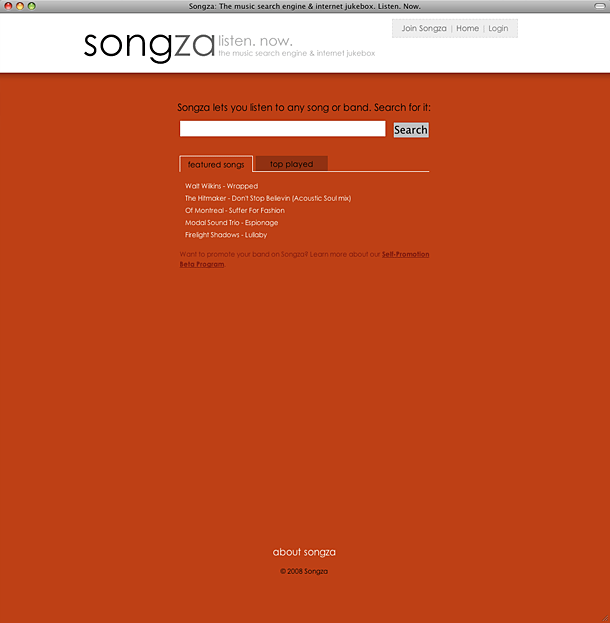 Songza: The music search engine & internet jukebox. Listen. Now.
Join Songza | Home | Login
songza listen. now.
the music search engine & internet jukebox
Songza lets you listen to any song or band. Search for it:
Search
featured songs top played
Walt Wilkins - Wrapped
The Hitmaker - Don't Stop Believin (Acoustic Soul mix)
Of Montreal - Suffer For Fashion
Modal Sound Trio - Espionage
Firelight Shadows - Lullaby
Want to promote your band on Songza? Learn more about our Self-Promotion
Beta Program.
about songza
© 2008 Songza